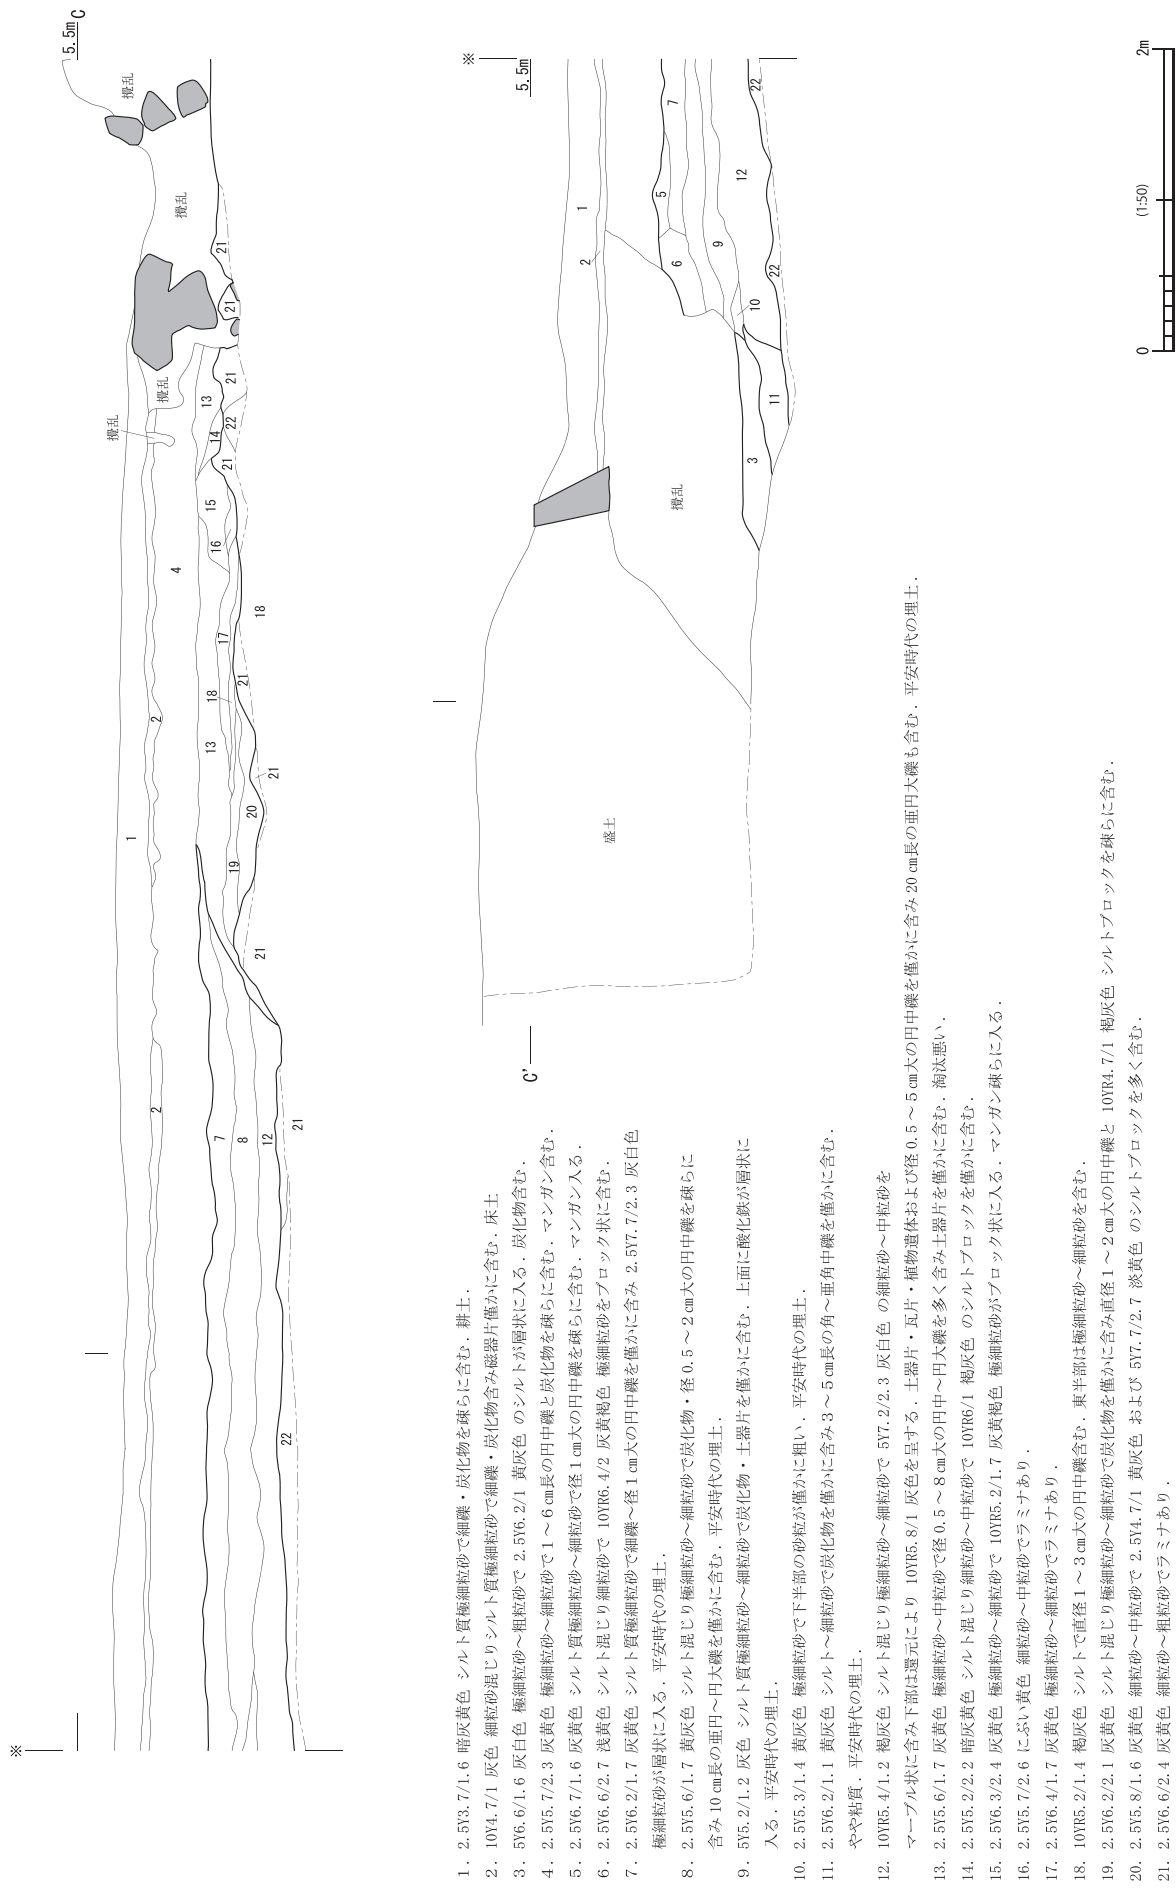 5.5m C
攪乱
攪乱
攪乱
攪乱
1
2
2
4
7
8
12
13
13
14
15
16
17
18
18
19
20
21
21
21
21
21
21
21
21
22
22
※
※
5.5m
1
2
5
6
7
9
10
12
22
22
3
11
攪乱
盛土
C'
0
(1:50)
2m
1. 2.5Y3.7/1.6 暗灰黄色 シルト質極細粒砂で細礫・炭化物を疎らに含む．耕土．
2. 10Y4.7/1 灰色 細粒砂混じりシルト質極細粒砂で細礫・炭化物含み磁器片僅かに含む．床土
3. 5Y6.6/1.6 灰白色 極細粒砂～粗粒砂で 2.5Y6.2/1 黄灰色 のシルトが層状に入る．炭化物含む．
4. 2.5Y5.7/2.3 灰黄色 極細粒砂～細粒砂で１～６cm長の円中礫と炭化物を疎らに含む．マンガン含む．
5. 2.5Y6.7/1.6 灰黄色 シルト質極細粒砂～細粒砂で径１cm大の円中礫を疎らに含む．マンガン入る．
6. 2.5Y6.6/2.7 浅黄色 シルト混じり細粒砂で 10YR6.4/2 灰黄褐色 極細粒砂をブロック状に含む．
7. 2.5Y6.2/1.7 灰黄色 シルト質極細粒砂で細礫～径１cm大の円中礫を僅かに含み 2.5Y7.7/2.3 灰白色
極細粒砂が層状に入る．平安時代の埋土．
8. 2.5Y5.6/1.7 黄灰色 シルト混じり極細粒砂～細粒砂で炭化物・径０.５～２cm大の円中礫を疎らに
含み10cm長の亜円～円大礫を僅かに含む．平安時代の埋土．
9. 5Y5.2/1.2 灰色 シルト質極細粒砂～細粒砂で炭化物・土器片を僅かに含む．上面に酸化鉄が層状に
入る．平安時代の埋土．
10. 2.5Y5.3/1.4 黄灰色 極細粒砂で下半部の砂粒が僅かに粗い．平安時代の埋土．
11. 2.5Y6.2/1.1 黄灰色 シルト～細粒砂で炭化物を僅かに含み３～５cm長の角～亜角中礫を僅かに含む．
やや粘質．平安時代の埋土．
12. 10YR5.4/1.2 褐灰色 シルト混じり極細粒砂～細粒砂で 5Y7.2/2.3 灰白色 の細粒砂～中粒砂を
マーブル状に含み下部は還元により 10YR5.8/1 灰色を呈する．土器片・瓦片・植物遺体および径０.５～５cm大の円中礫を僅かに含み20cm長の亜円大礫も含む．平安時代の埋土．
13. 2.5Y5.6/1.7 灰黄色 極細粒砂～中粒砂で径０.５～８cm大の円中～円大礫を多く含み土器片を僅かに含む．淘汰悪い．
14. 2.5Y5.2/2.2 暗灰黄色 シルト混じり細粒砂～中粒砂で 10YR6/1 褐灰色 のシルトブロックを僅かに含む．
15. 2.5Y6.3/2.4 灰黄色 極細粒砂～細粒砂で 10YR5.2/1.7 灰黄褐色 極細粒砂がブロック状に入る．マンガン疎らに入る．
16. 2.5Y5.7/2.6 にぶい黄色 細粒砂～中粒砂でラミナあり．
17. 2.5Y6.4/1.7 灰黄色 極細粒砂～細粒砂でラミナあり．
18. 10YR5.2/1.4 褐灰色 シルトで直径１～３cm大の円中礫含む．東半部は極細粒砂～細粒砂を含む．
19. 2.5Y6.2/2.1 灰黄色 シルト混じり極細粒砂～細粒砂で炭化物を僅かに含み直径１～２cm大の円中礫と 10YR4.7/1 褐灰色 シルトブロックを疎らに含む．
20. 2.5Y5.8/1.6 灰黄色 細粒砂～中粒砂で 2.5Y4.7/1 黄灰色 および 5Y7.7/2.7 淡黄色 のシルトブロックを多く含む．
21. 2.5Y6.6/2.4 灰黄色 細粒砂～粗粒砂でラミナあり．